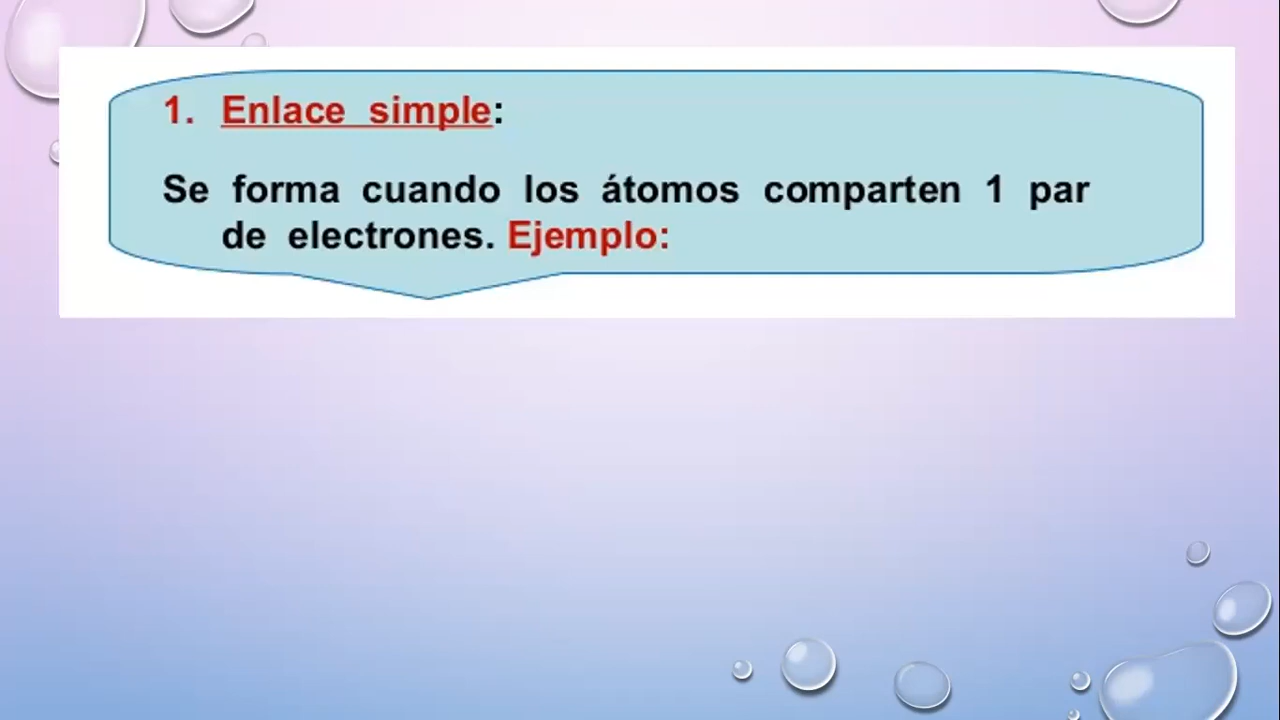 1. Enlace simple:
Se forma cuando los átomos comparten 1 par
de electrones. Ejemplo: